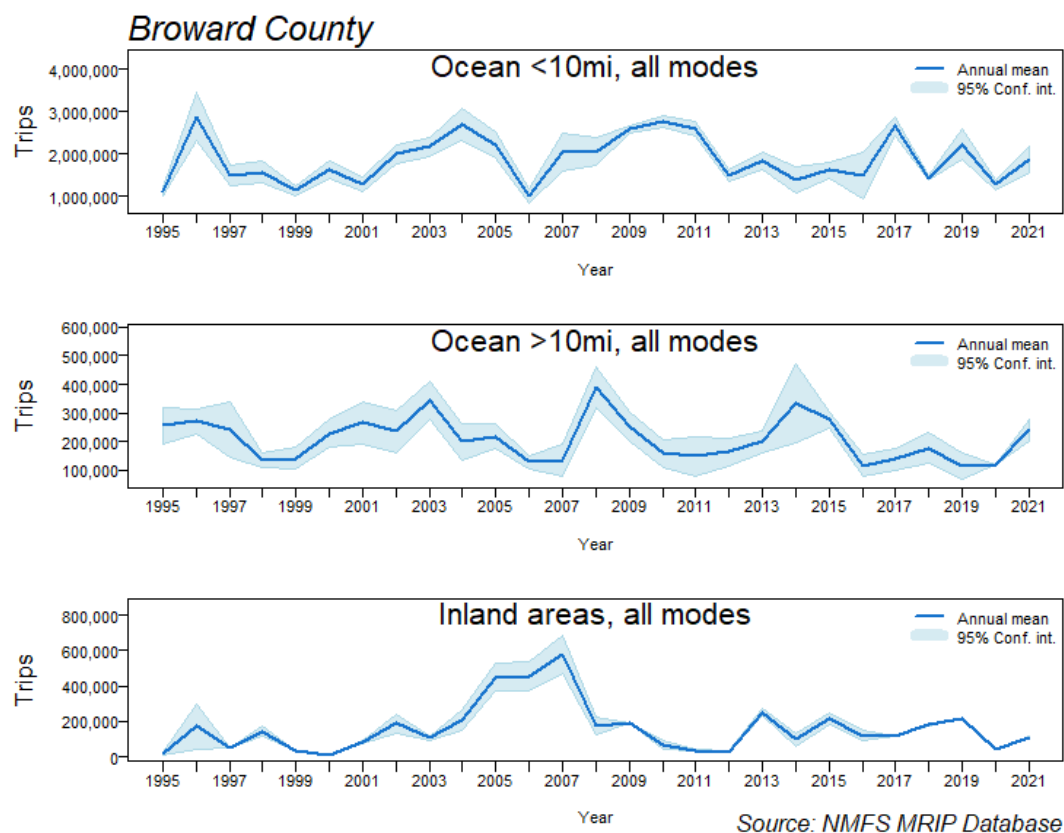 Broward County
Ocean <10mi, all modes
Annual mean
95% Conf. int.
Trips
4,000,000
3,000,000
2,000,000
1,000,000
1995 1997 1999 2001 2003 2005 2007 2009 2011 2013 2015 2017 2019 2021
Year
Ocean >10mi, all modes
Annual mean
95% Conf. int.
Trips
600,000
500,000
400,000
300,000
200,000
100,000
1995 1997 1999 2001 2003 2005 2007 2009 2011 2013 2015 2017 2019 2021
Year
Inland areas, all modes
Annual mean
95% Conf. int.
Trips
800,000
600,000
400,000
200,000
0
1995 1997 1999 2001 2003 2005 2007 2009 2011 2013 2015 2017 2019 2021
Year
Source: NMFS MRIP Database